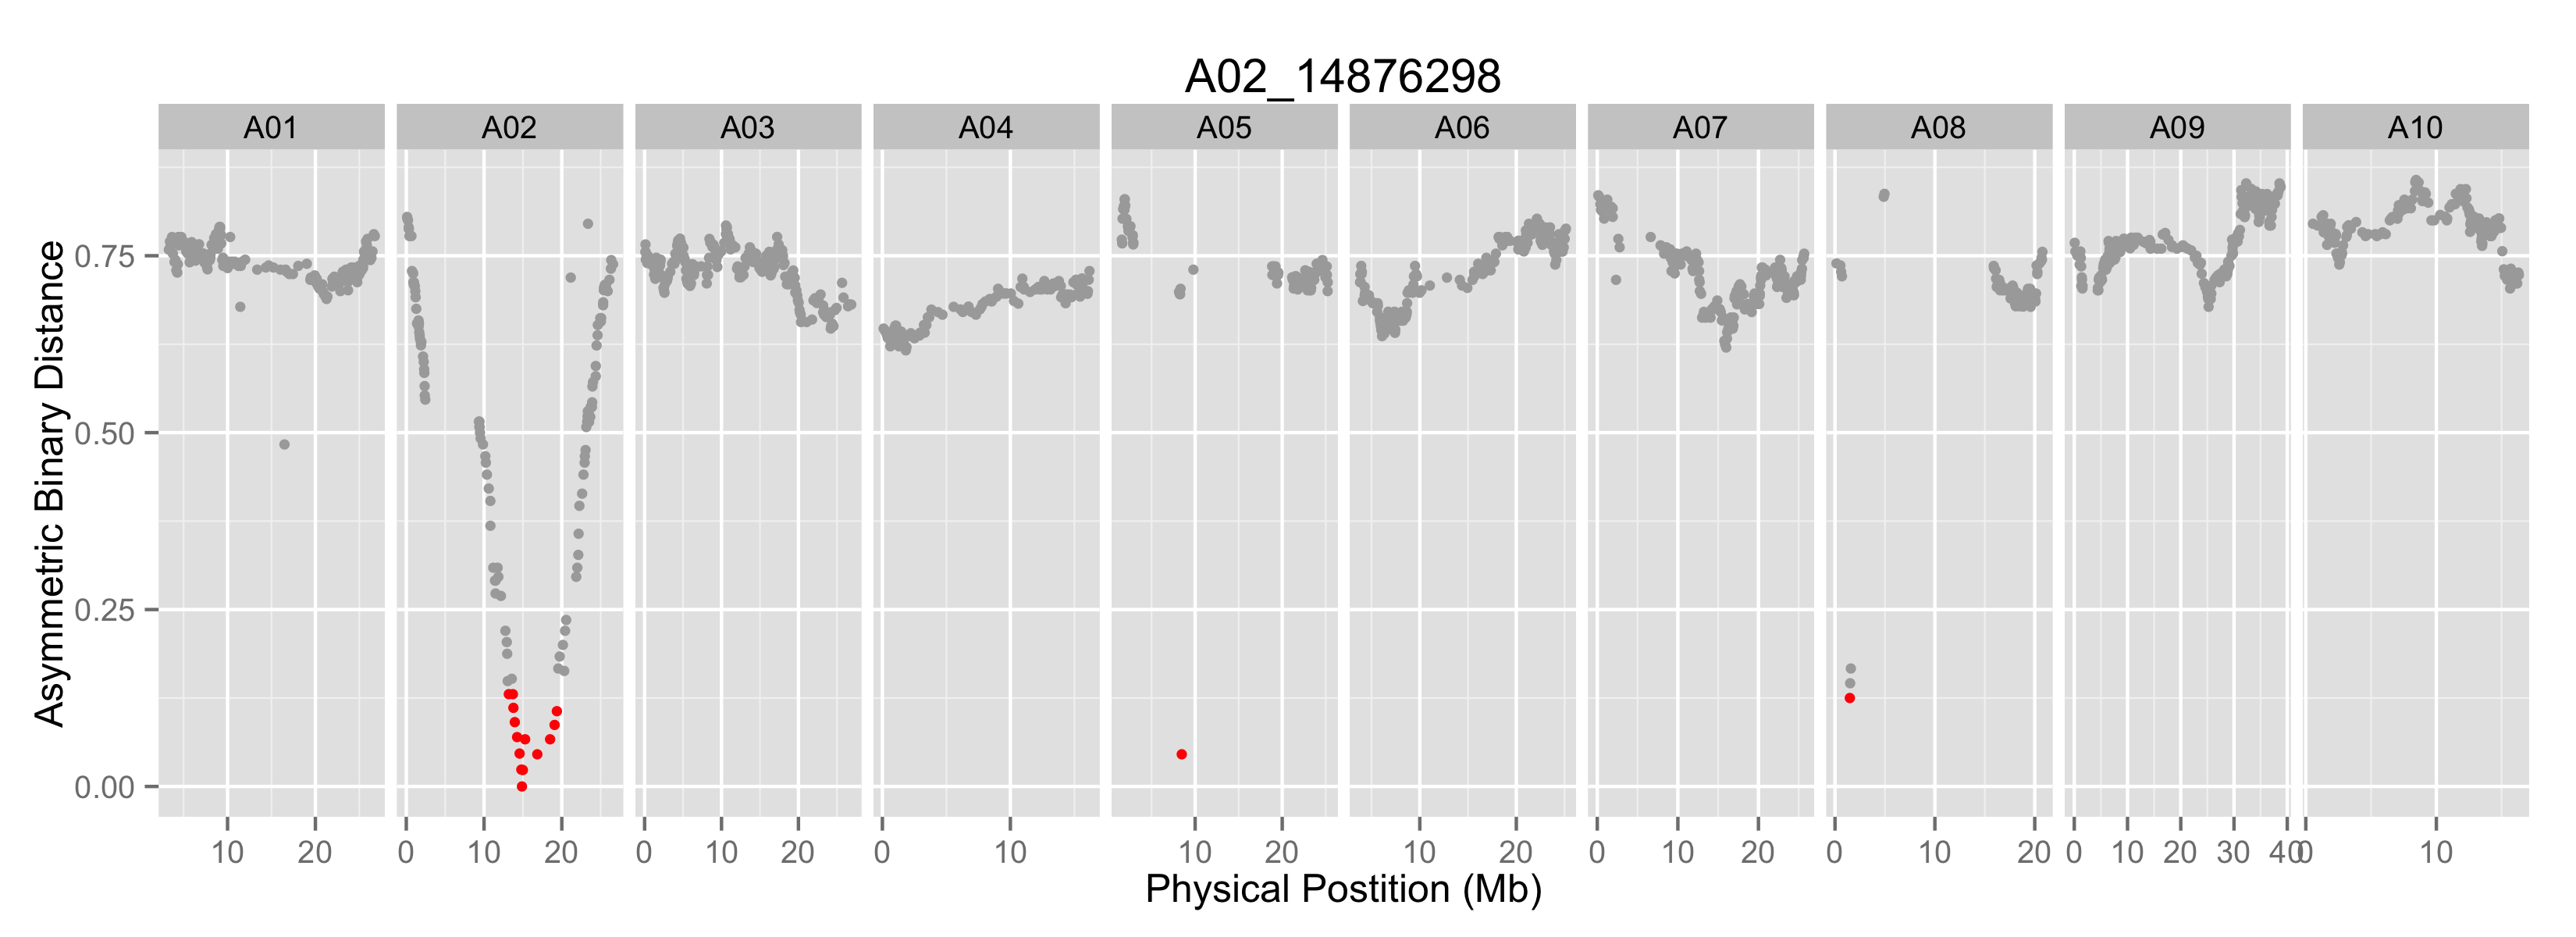 A02_14876298
A01 A02 A03 A04 A05 A06 A07 A08 A09 A10
Asymmetric Binary Distance
0.75
0.50
0.25
0.00
10 20 0 10 20 0 10 20 0 10 10 20 10 20 0 10 20 0 10 20 0 10 20 30 40 0 10
Physical Postition (Mb)